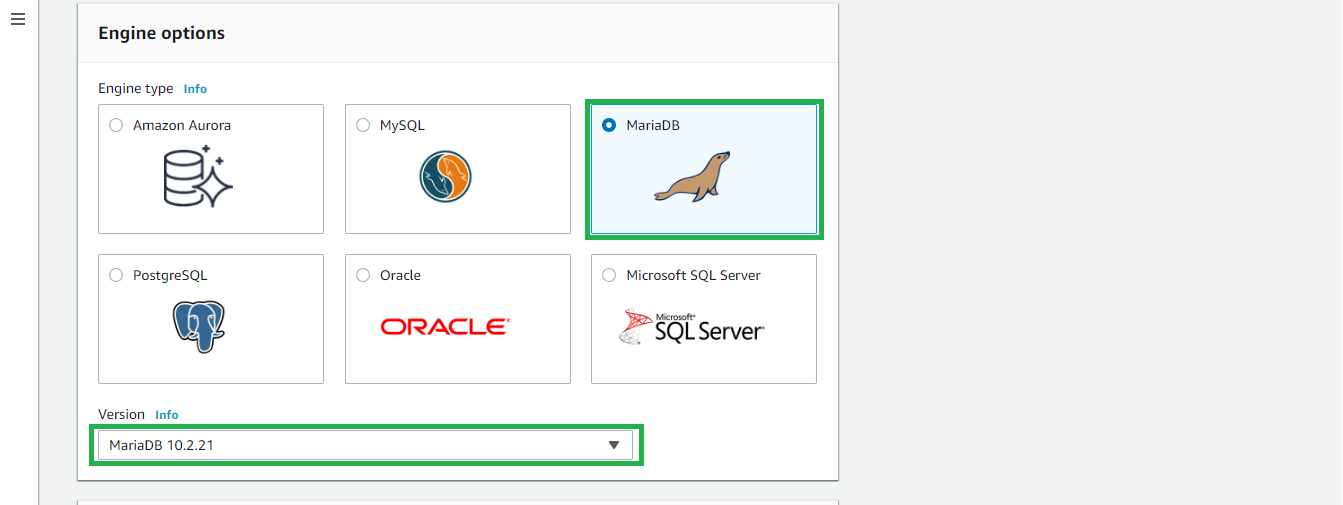 Engine options
Engine type Info
Amazon Aurora
MySQL
MariaDB
PostgreSQL
Oracle
Microsoft SQL Server
ORACLE®
Microsoft®
SQL Server®
Version Info
MariaDB 10.2.21